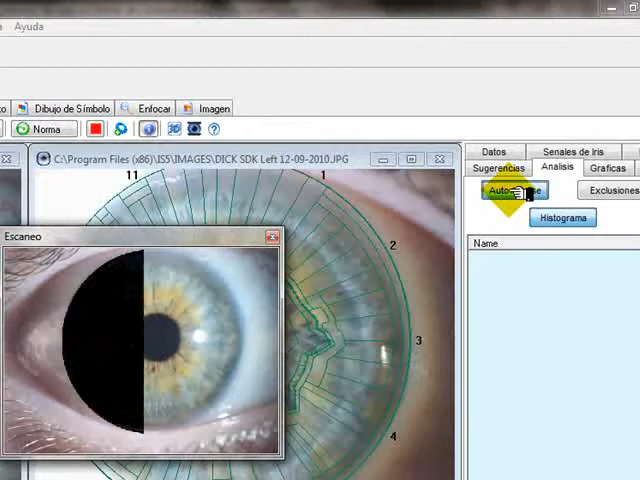 Ayuda
Dibujo de Símbolo
Enfocar
Imagen
Norma
C:\Program Files (x86)\IS5\IMAGES\DICK SDK Left 12-09-2010.JPG
Datos
Senales de Iris
Sugerencias
Analisis
Graficas
Exclusiones
Histograma
Name
Escaneo
11
1
2
3
4